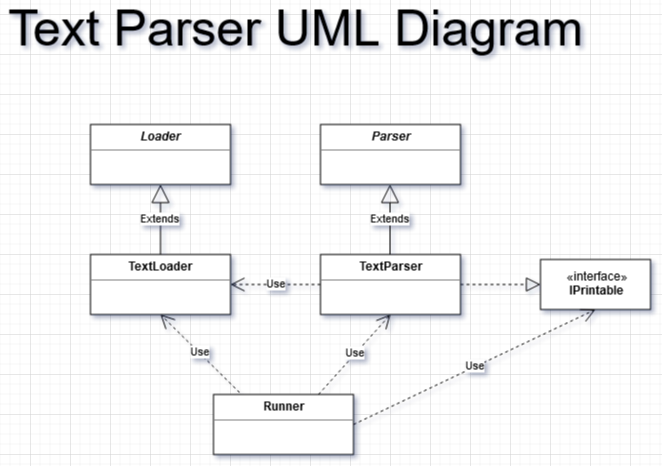 Text Parser UML Diagram
Loader
Parser
Extends
Extends
TextLoader
Use
TextParser
«interface»
IPrintable
Use
Use
Use
Runner